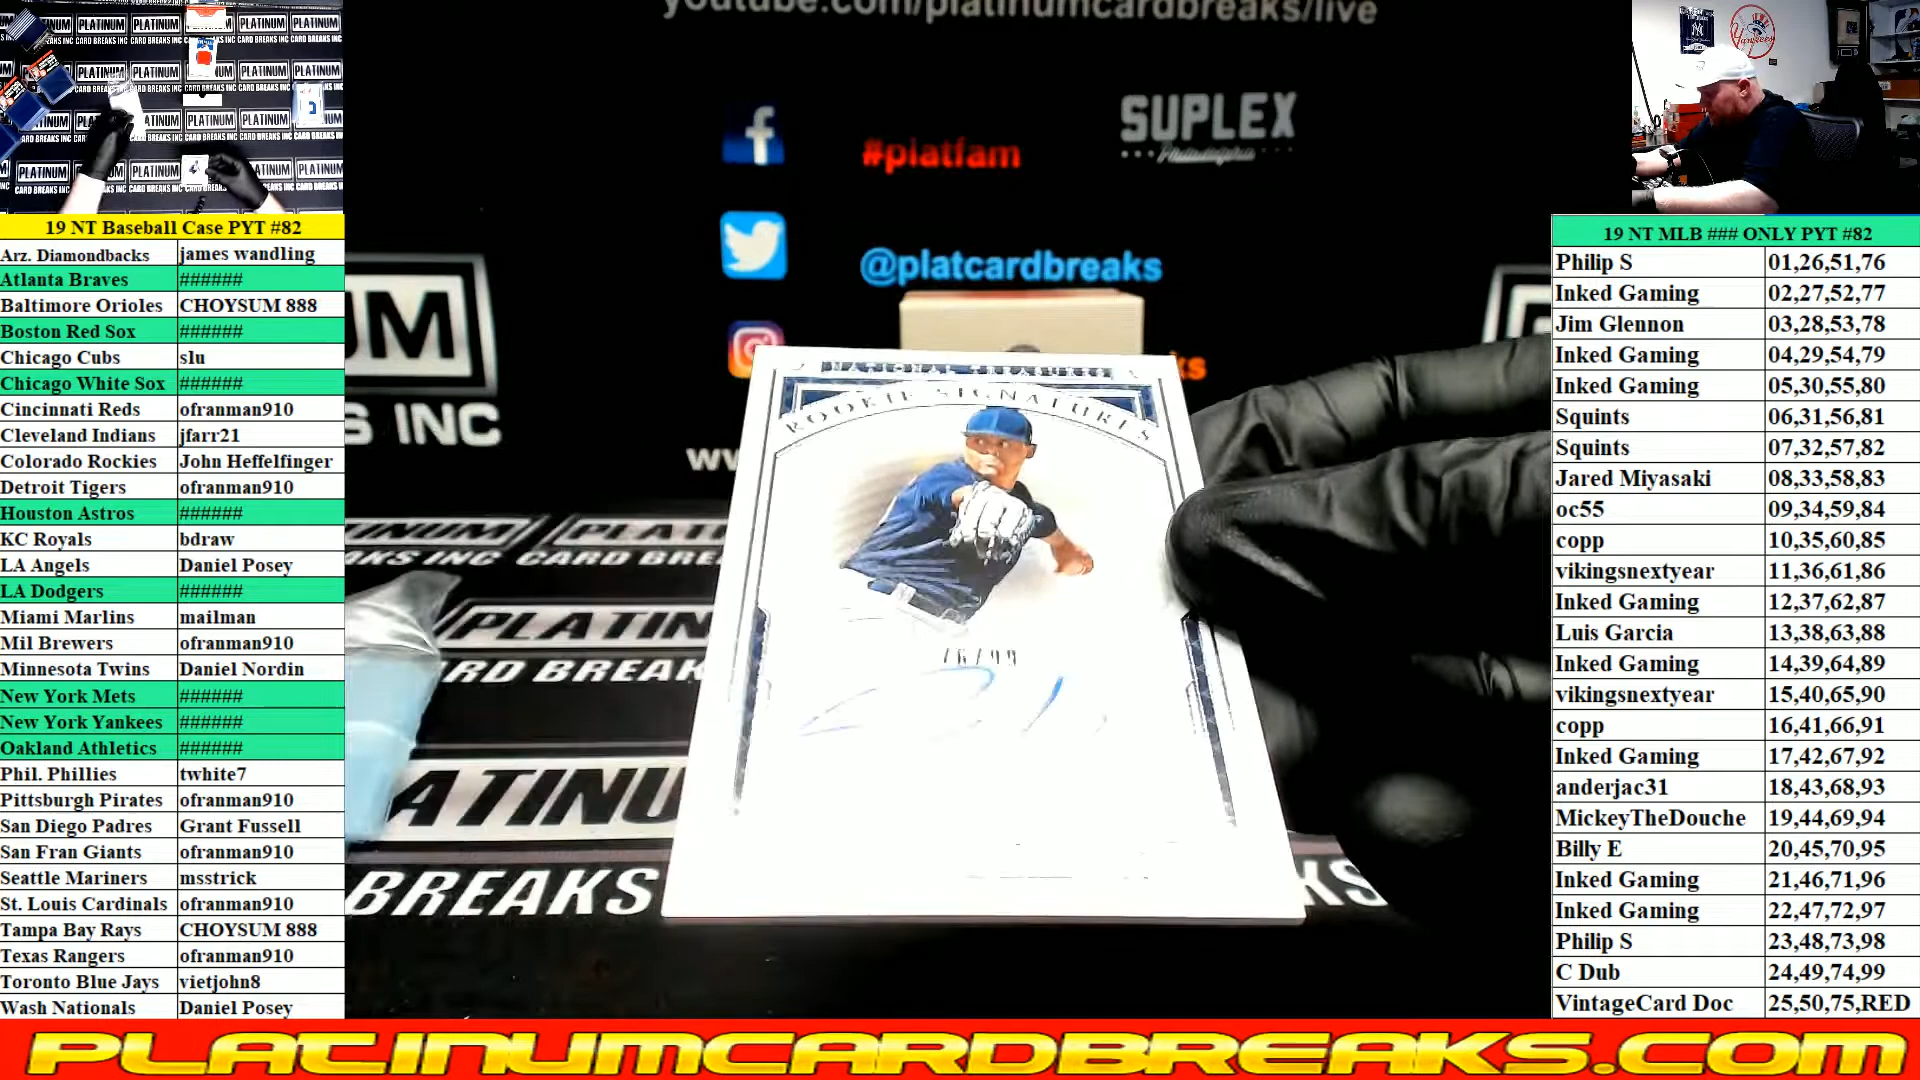 youtube.com/platinumcardbreaks/live
SUPLEX
Philadelphia
#platfam
@platcardbreaks
19 NT Baseball Case PYT #82
Arz. Diamondbacks james wandling
Atlanta Braves ######
Baltimore Orioles CHOYSUM 888
Boston Red Sox ######
Chicago Cubs slu
Chicago White Sox ######
Cincinnati Reds ofranman910
Cleveland Indians jfarr21
Colorado Rockies John Heffelfinger
Detroit Tigers ofranman910
Houston Astros ######
KC Royals bdraw
LA Angels Daniel Posey
LA Dodgers ######
Miami Marlins mailman
Mil Brewers ofranman910
Minnesota Twins Daniel Nordin
New York Mets ######
New York Yankees ######
Oakland Athletics ######
Phil. Phillies twhite7
Pittsburgh Pirates ofranman910
San Diego Padres Grant Fussell
San Fran Giants ofranman910
Seattle Mariners msstrick
St. Louis Cardinals ofranman910
Tampa Bay Rays CHOYSUM 888
Texas Rangers ofranman910
Toronto Blue Jays vietjohn8
Wash Nationals Daniel Posey
NATIONAL TREASURES
ROOKIE SIGNATURES
76/99
19 NT MLB ### ONLY PYT #82
Philip S 01,26,51,76
Inked Gaming 02,27,52,77
Jim Glennon 03,28,53,78
Inked Gaming 04,29,54,79
Inked Gaming 05,30,55,80
Squints 06,31,56,81
Squints 07,32,57,82
Jared Miyasaki 08,33,58,83
oc55 09,34,59,84
copp 10,35,60,85
vikingsnextyear 11,36,61,86
Inked Gaming 12,37,62,87
Luis Garcia 13,38,63,88
Inked Gaming 14,39,64,89
vikingsnextyear 15,40,65,90
copp 16,41,66,91
Inked Gaming 17,42,67,92
anderjac31 18,43,68,93
MickeyTheDouche 19,44,69,94
Billy E 20,45,70,95
Inked Gaming 21,46,71,96
Inked Gaming 22,47,72,97
Philip S 23,48,73,98
C Dub 24,49,74,99
VintageCard Doc 25,50,75,RED
PLATINUMCARDBREAKS.COM